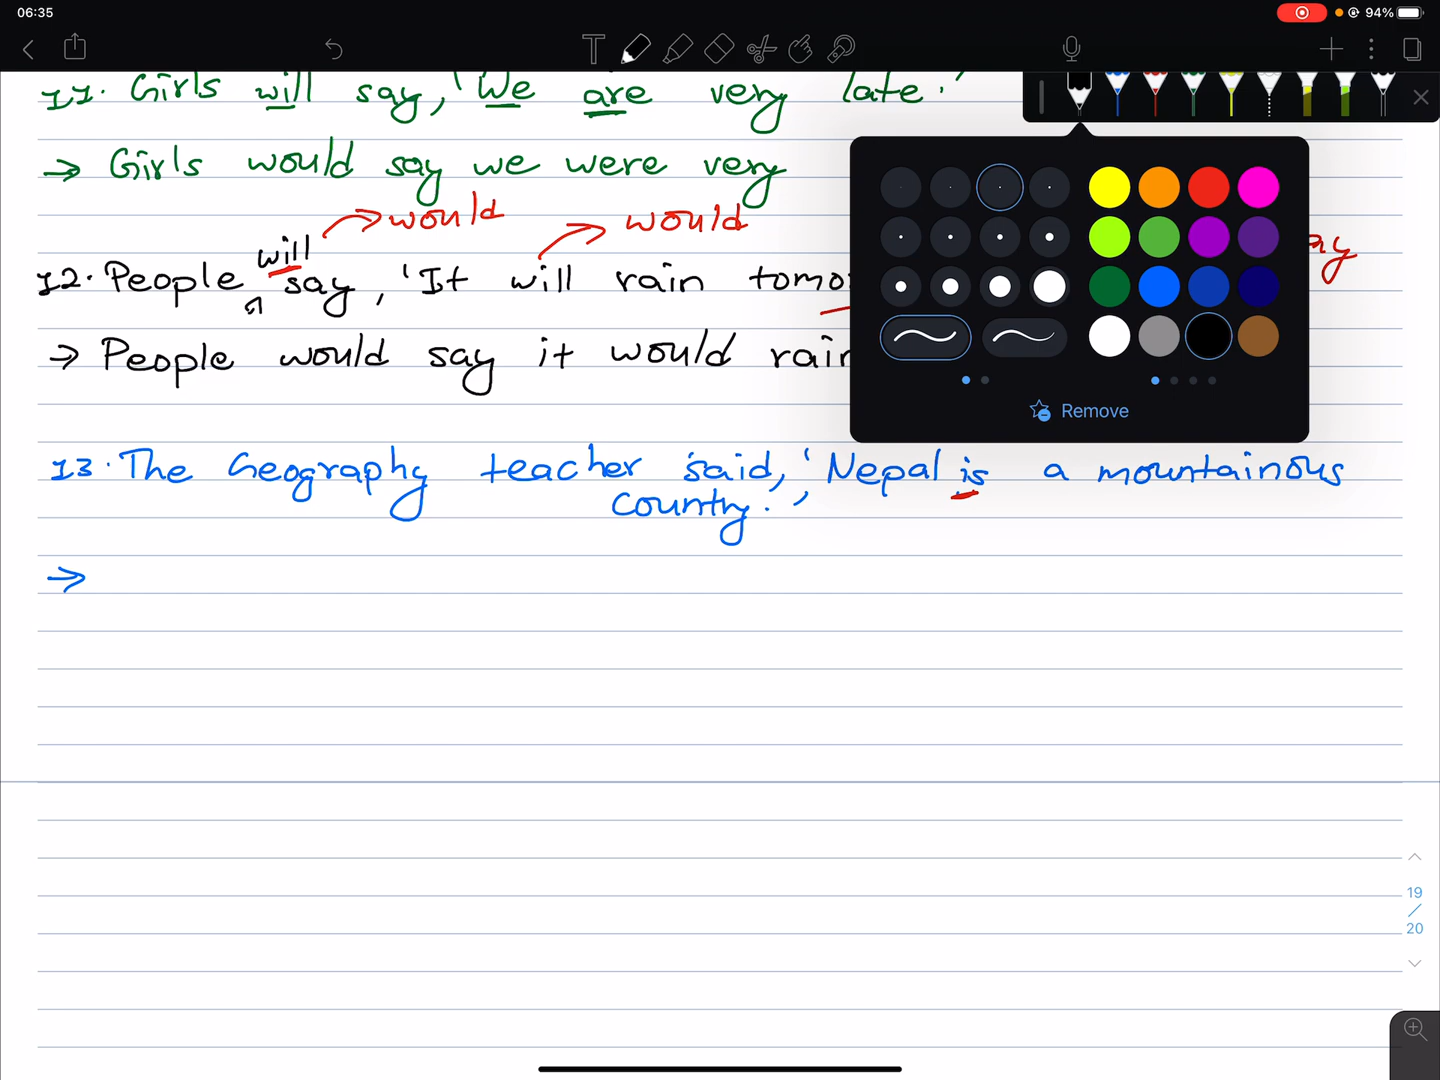 06:35
94%
11. Girls will say, 'We are very late.'
→ Girls would say we were very
would would
will
12. People say, 'It will rain
→ People would say it would rain
Remove
13. The Geography teacher said, 'Nepal is a mountainous
Country.'
→
19
/
20